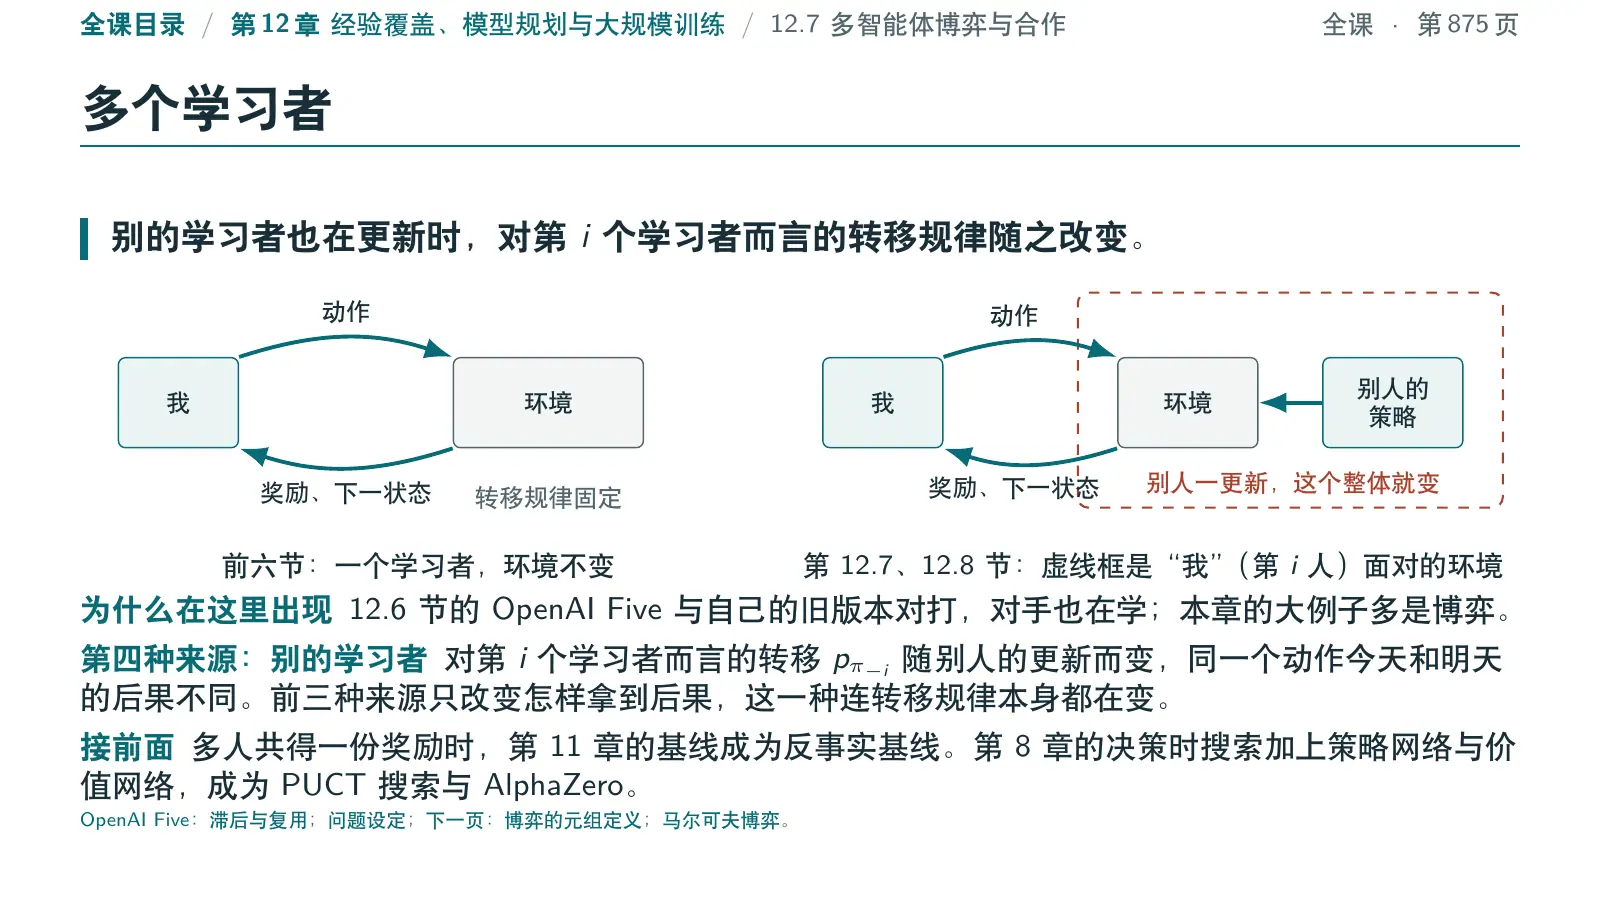 全课目录 / 第 12 章 经验覆盖、模型规划与大规模训练 / 12.7 多智能体博弈与合作 全课 · 第 875 页
多个学习者
别的学习者也在更新时，对第 i 个学习者而言的转移规律随之改变。
动作
我
环境
奖励、下一状态
转移规律固定
前六节：一个学习者，环境不变
动作
我
环境
别人的
策略
奖励、下一状态
别人一更新，这个整体就变
第 12.7、12.8 节：虚线框是 “我”（第 i 人）面对的环境
为什么在这里出现 12.6 节的 OpenAI Five 与自己的旧版本对打，对手也在学；本章的大例子多是博弈。
第四种来源：别的学习者 对第 i 个学习者而言的转移 pπ−i 随别人的更新而变，同一个动作今天和明天
的后果不同。前三种来源只改变怎样拿到后果，这一种连转移规律本身都在变。
接前面 多人共得一份奖励时，第 11 章的基线成为反事实基线。第 8 章的决策时搜索加上策略网络与价
值网络，成为 PUCT 搜索与 AlphaZero。
OpenAI Five：滞后与复用；问题设定；下一页：博弈的元组定义；马尔可夫博弈。